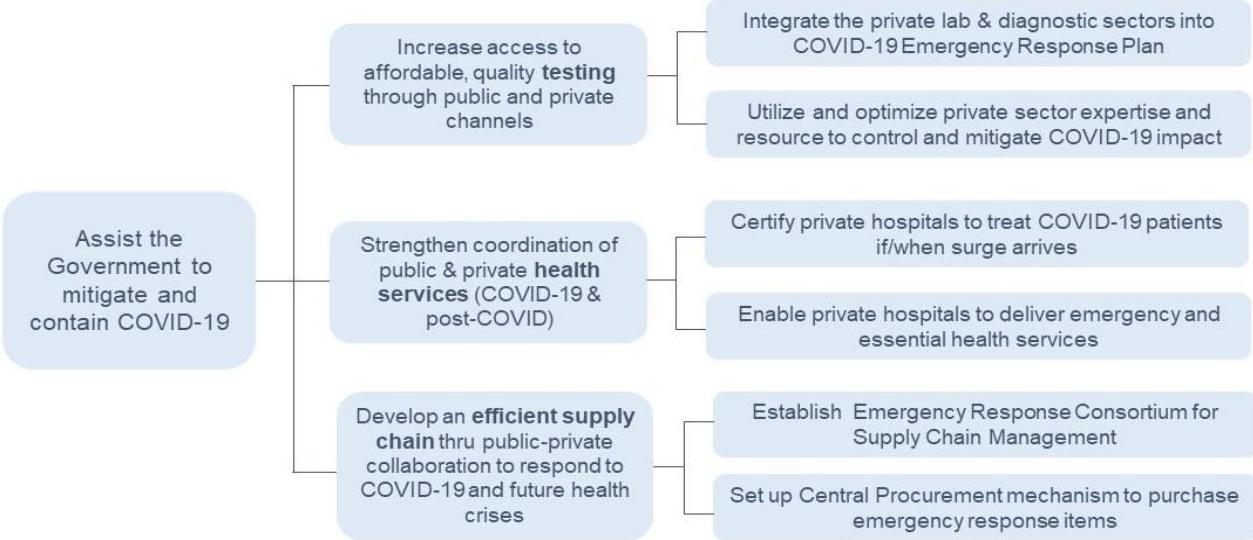 Assist the
Government to
mitigate and
contain COVID-19
Increase access to
affordable, quality testing
through public and private
channels
Integrate the private lab & diagnostic sectors into
COVID-19 Emergency Response Plan
Utilize and optimize private sector expertise and
resource to control and mitigate COVID-19 impact
Strengthen coordination of
public & private health
services (COVID-19 &
post-COVID)
Certify private hospitals to treat COVID-19 patients
if/when surge arrives
Enable private hospitals to deliver emergency and
essential health services
Develop an efficient supply
chain thru public-private
collaboration to respond to
COVID-19 and future health
crises
Establish Emergency Response Consortium for
Supply Chain Management
Set up Central Procurement mechanism to purchase
emergency response items